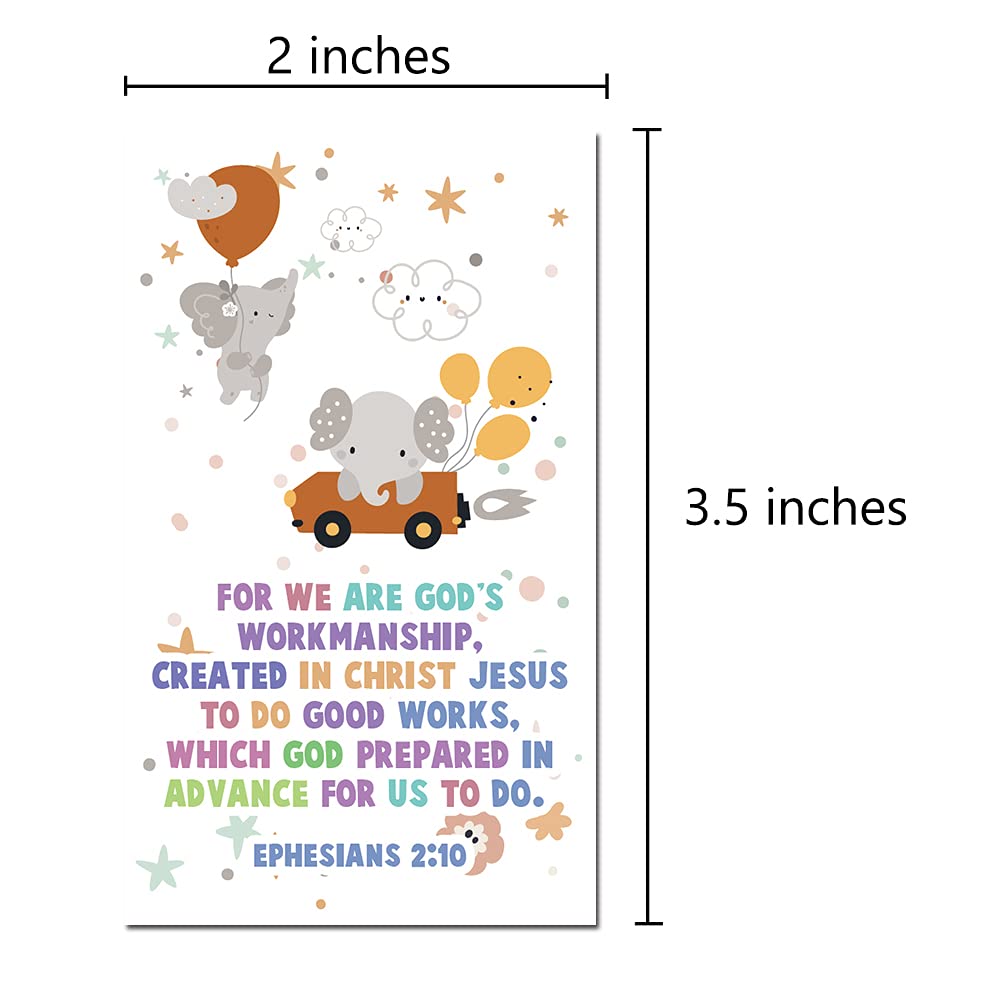 2 inches
3.5 inches
FOR WE ARE GOD'S
WORKMANSHIP,
CREATED IN CHRIST JESUS
TO DO GOOD WORKS,
WHICH GOD PREPARED IN
ADVANCE FOR US TO DO.
EPHESIANS 2:10